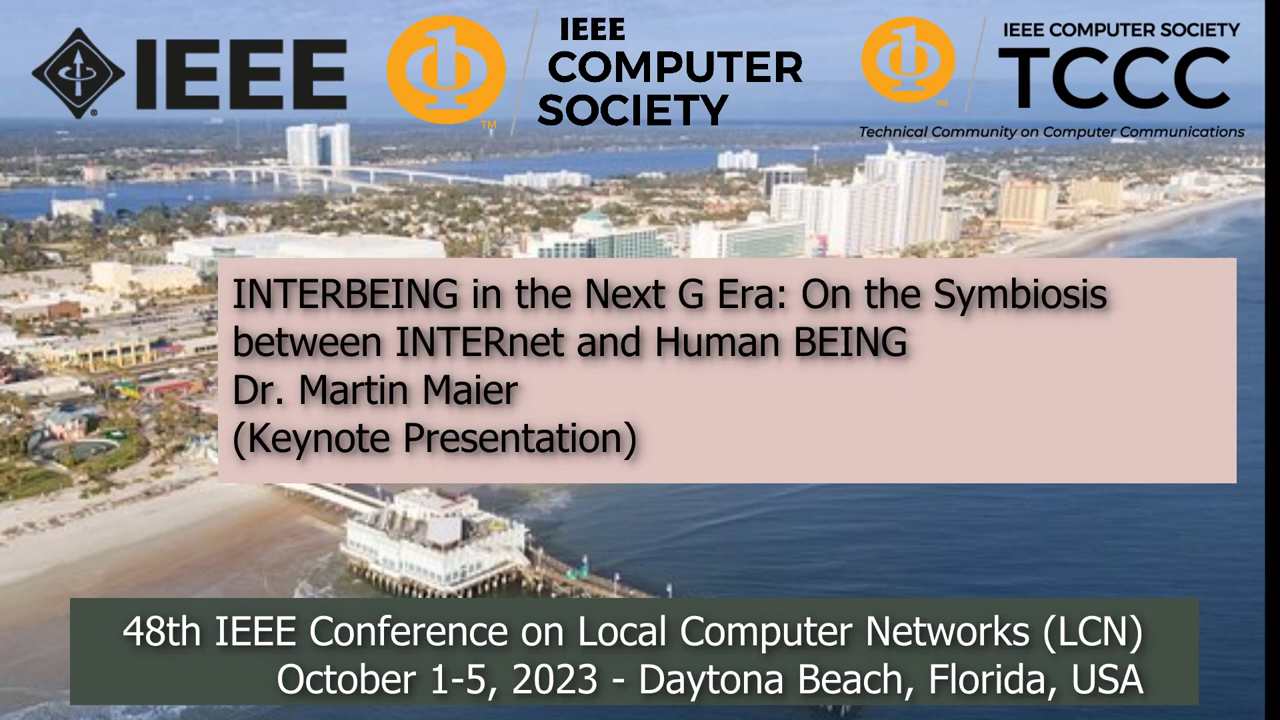 IEEE
IEEE
COMPUTER
SOCIETY
TM
IEEE COMPUTER SOCIETY
TCCC
TM
Technical Community on Computer Communications
INTERBEING in the Next G Era: On the Symbiosis
between INTERnet and Human BEING
Dr. Martin Maier
(Keynote Presentation)
48th IEEE Conference on Local Computer Networks (LCN)
October 1-5, 2023 - Daytona Beach, Florida, USA